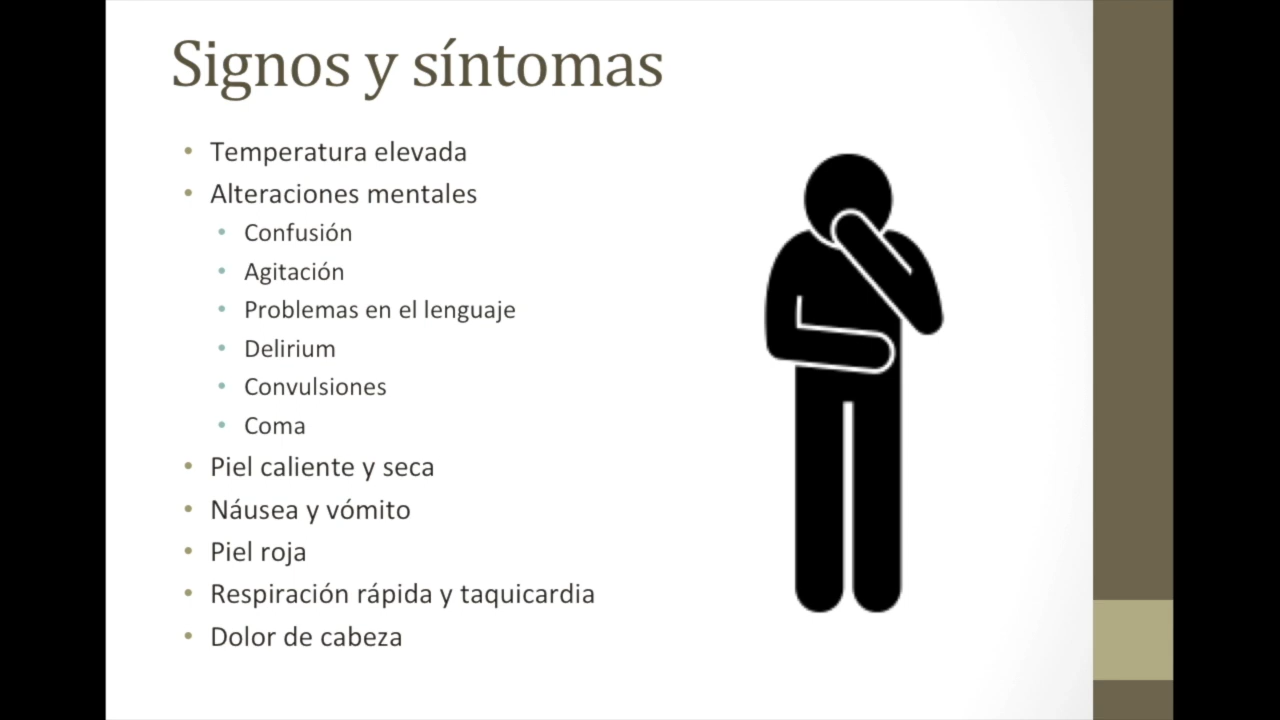 Signos y síntomas
• Temperatura elevada
• Alteraciones mentales
• Confusión
• Agitación
• Problemas en el lenguaje
• Delirium
• Convulsiones
• Coma
• Piel caliente y seca
• Náusea y vómito
• Piel roja
• Respiración rápida y taquicardia
• Dolor de cabeza